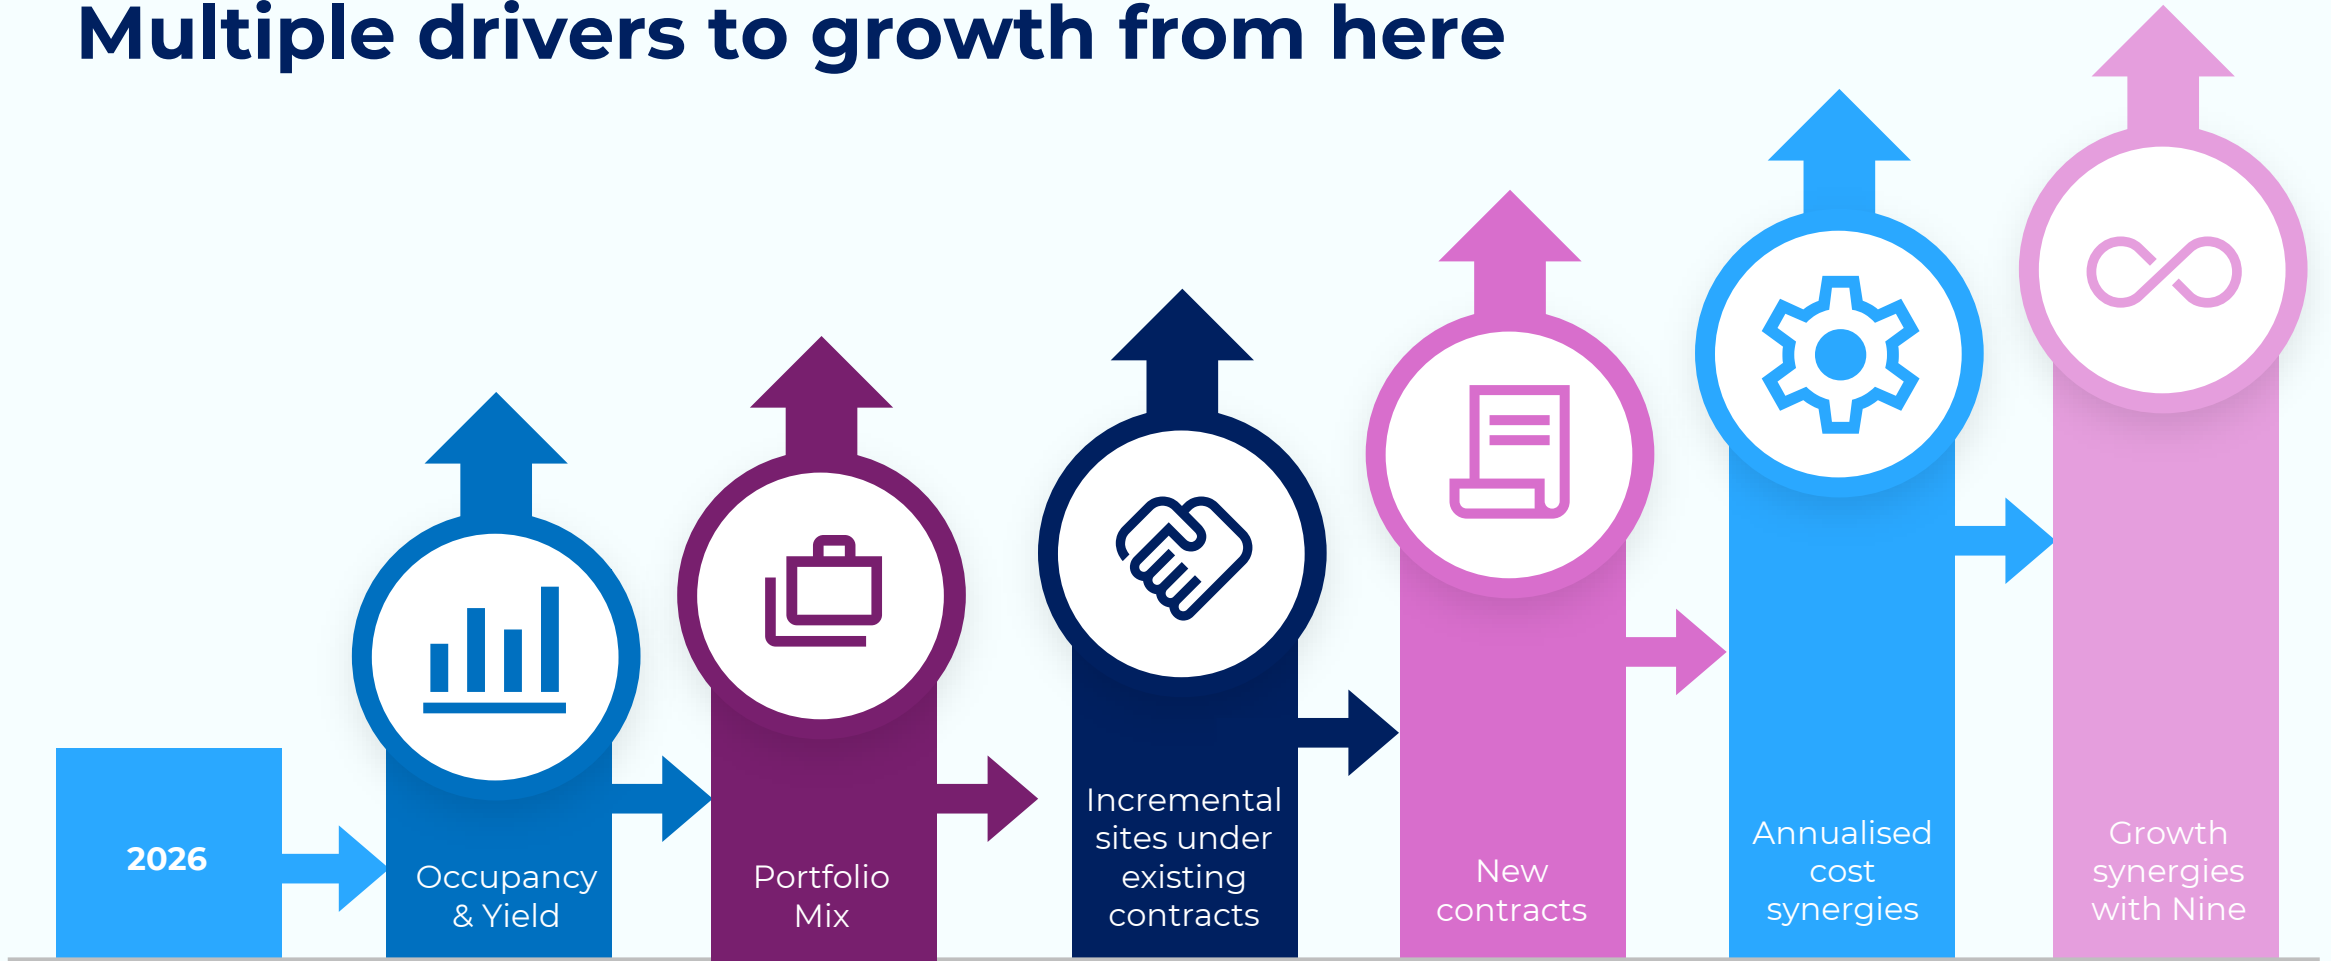 Multiple drivers to growth from here
2026
Occupancy
& Yield
Portfolio
Mix
Incremental
sites under
existing
contracts
New
contracts
Annualised
cost
synergies
Growth
synergies
with Nine